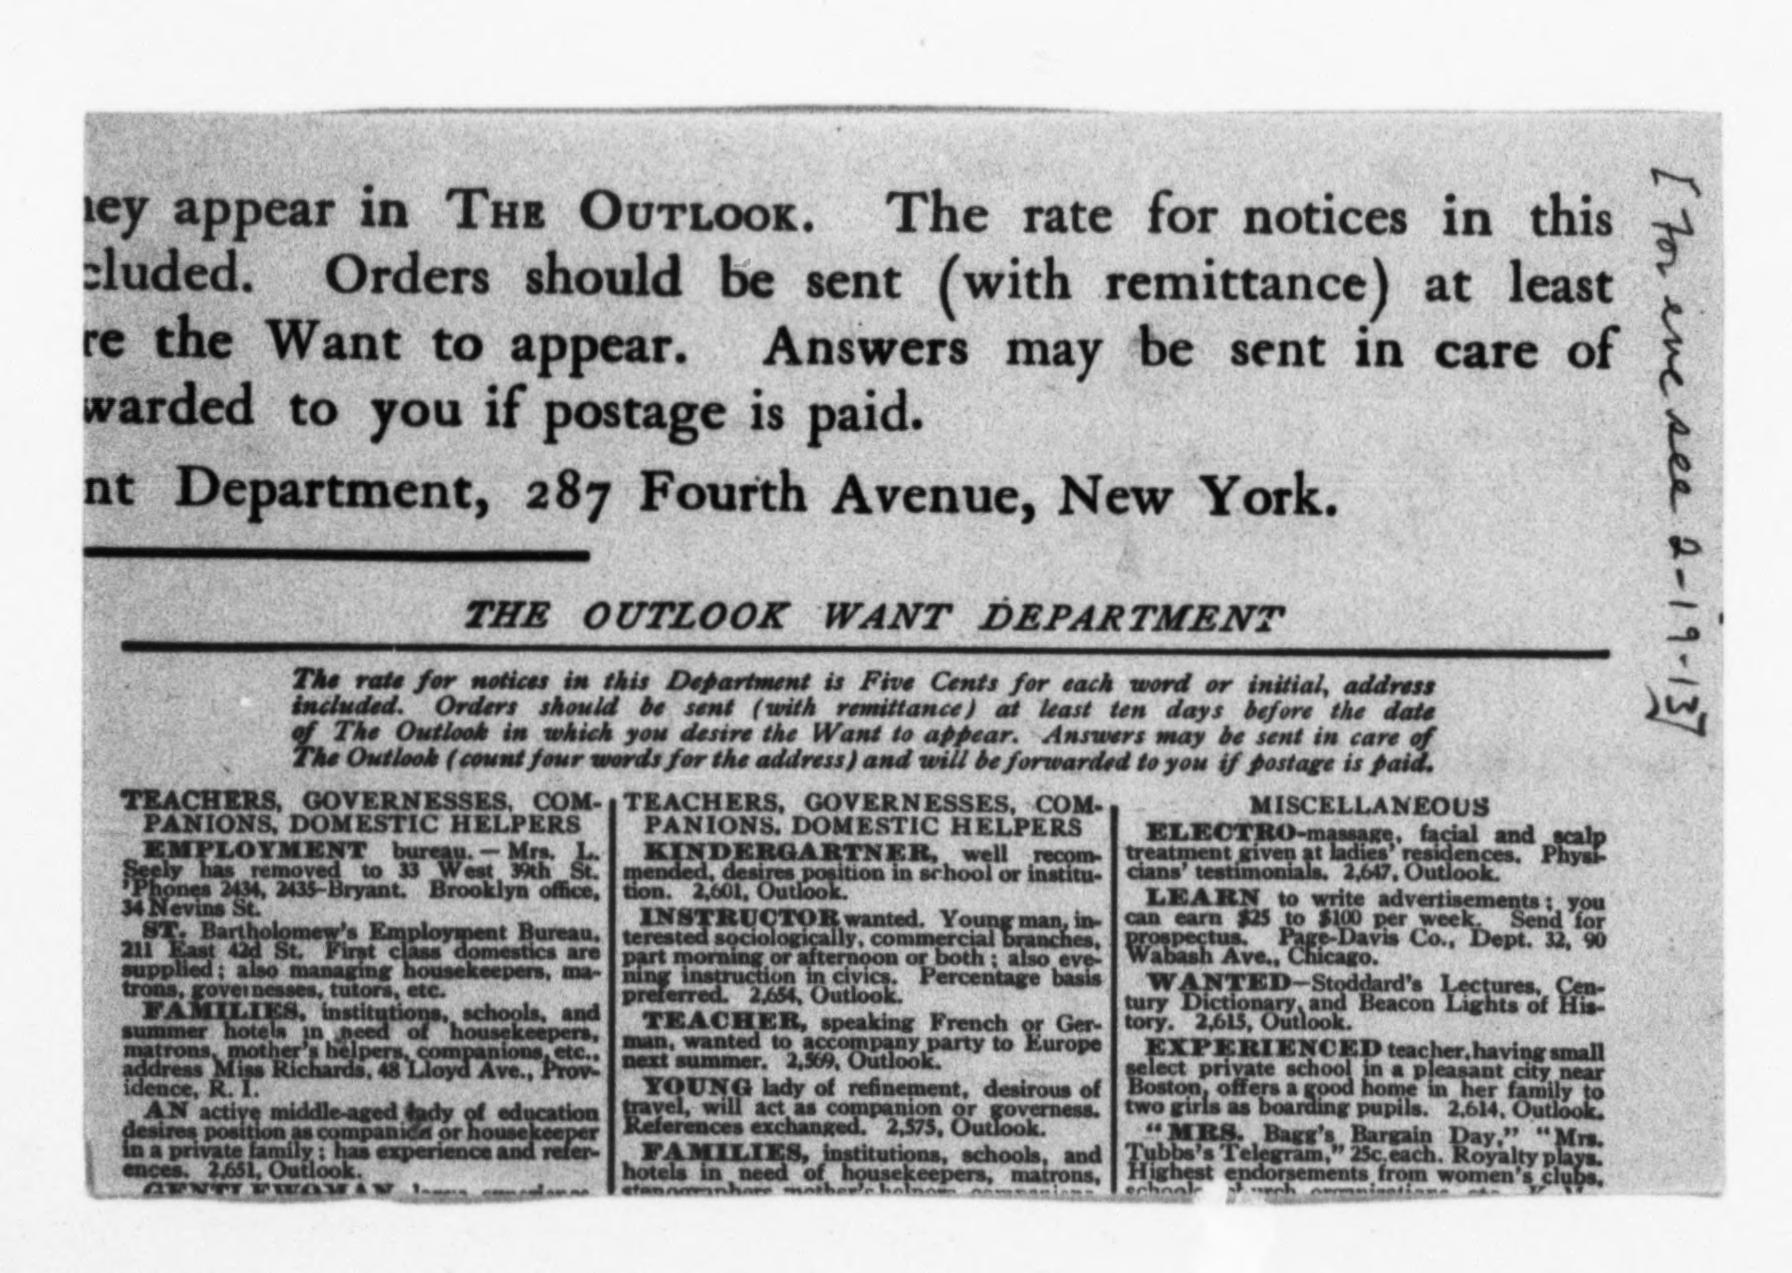 ney appear in THE OUTLOOK. The rate for notices in this
cluded. Orders should be sent (with remittance) at least
re the Want to appear. Answers may be sent in care of
warded to you if postage is paid.
nt Department, 287 Fourth Avenue, New York.
THE OUTLOOK WANT DEPARTMENT
The rate for notices in this Department is Five Cents for each word or initial, address
included. Orders should be sent (with remittance) at least ten days before the date
of The Outlook in which you desire the Want to appear. Answers may be sent in care of
The Outlook (count four words for the address) and will be forwarded to you if postage is paid.
TEACHERS, GOVERNESSES, COM-
PANIONS, DOMESTIC HELPERS
EMPLOYMENT bureau.—Mrs. L.
Seely has removed to 33 West 39th St.
'Phones 2434, 2435-Bryant. Brooklyn office,
34 Nevins St.
ST. Bartholomew's Employment Bureau,
211 East 42d St. First class domestics are
supplied; also managing housekeepers, ma-
trons, governesses, tutors, etc.
FAMILIES, institutions, schools, and
summer hotels in need of housekeepers,
matrons, mother's helpers, companions, etc.,
address Miss Richards, 48 Lloyd Ave., Prov-
idence, R. I.
AN active middle-aged lady of education
desires position as companion or housekeeper
in a private family; has experience and refer-
ences. 2,651, Outlook.
GENTLEWOMAN, large experience
TEACHERS, GOVERNESSES, COM-
PANIONS, DOMESTIC HELPERS
KINDERGARTNER, well recom-
mended, desires position in school or institu-
tion. 2,601, Outlook.
INSTRUCTOR wanted. Young man, in-
terested sociologically, commercial branches,
part morning or afternoon or both; also eve-
ning instruction in civics. Percentage basis
preferred. 2,654, Outlook.
TEACHER, speaking French or Ger-
man, wanted to accompany party to Europe
next summer. 2,569, Outlook.
YOUNG lady of refinement, desirous of
travel, will act as companion or governess.
References exchanged. 2,575, Outlook.
FAMILIES, institutions, schools, and
hotels in need of housekeepers, matrons,
stenographers, mother's helpers, companions,
MISCELLANEOUS
ELECTRO-massage, facial and scalp
treatment given at ladies' residences. Physi-
cians' testimonials. 2,647, Outlook.
LEARN to write advertisements; you
can earn $25 to $100 per week. Send for
prospectus. Page-Davis Co., Dept. 32, 90
Wabash Ave., Chicago.
WANTED—Stoddard's Lectures, Cen-
tury Dictionary, and Beacon Lights of His-
tory. 2,615, Outlook.
EXPERIENCED teacher, having small
select private school in a pleasant city near
Boston, offers a good home in her family to
two girls as boarding pupils. 2,614, Outlook.
"MRS. Bagg's Bargain Day," "Mrs.
Tubbs's Telegram," 25c. each. Royalty plays.
Highest endorsements from women's clubs,
schools, church organizations, etc.
[For env see 2-19-13]